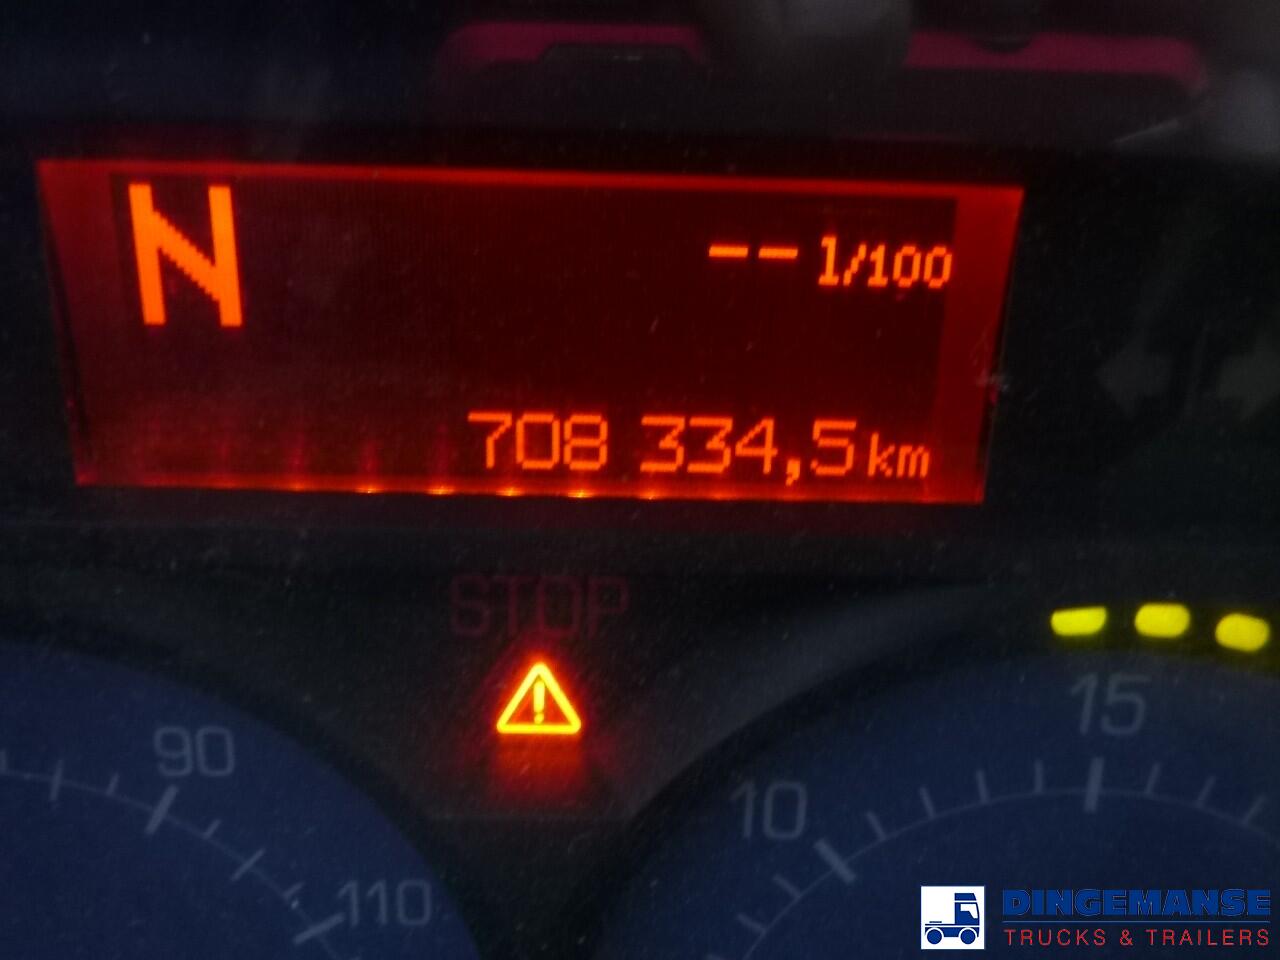 N
-- l/100
708 334,5 km
STOP
90
110
10
15
DINGEMANSE
TRUCKS & TRAILERS